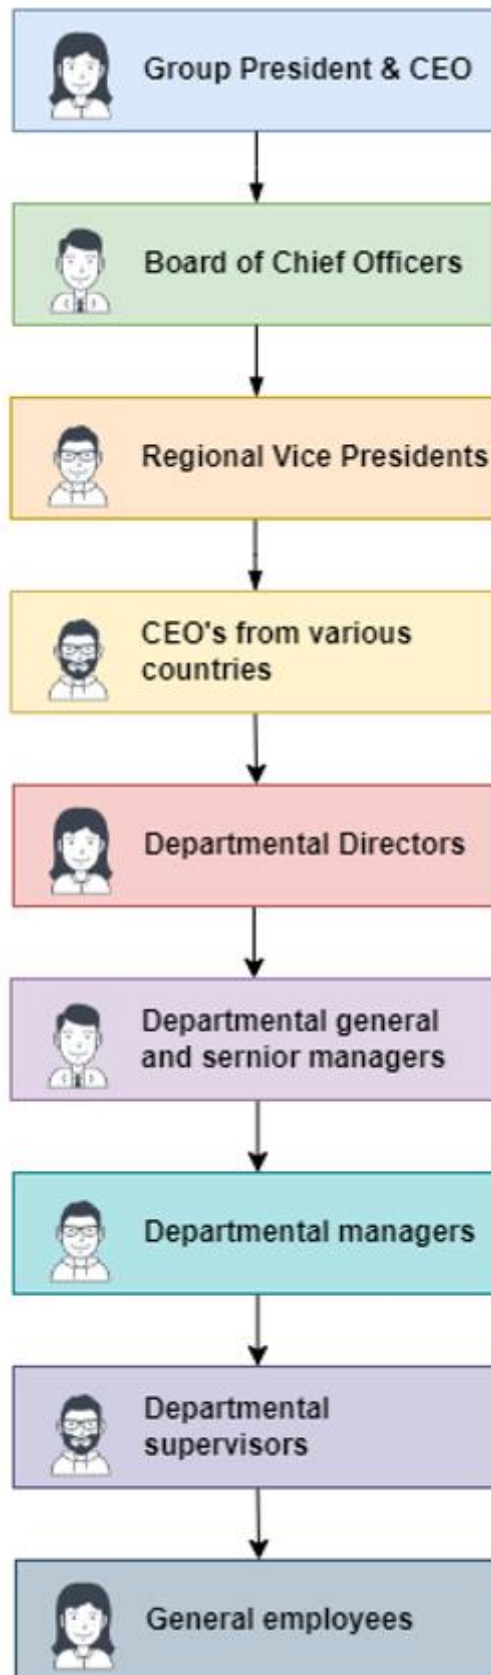 Group President & CEO
Board of Chief Officers
Regional Vice Presidents
CEO's from various
countries
Departmental Directors
Departmental general
and sernior managers
Departmental managers
Departmental
supervisors
General employees